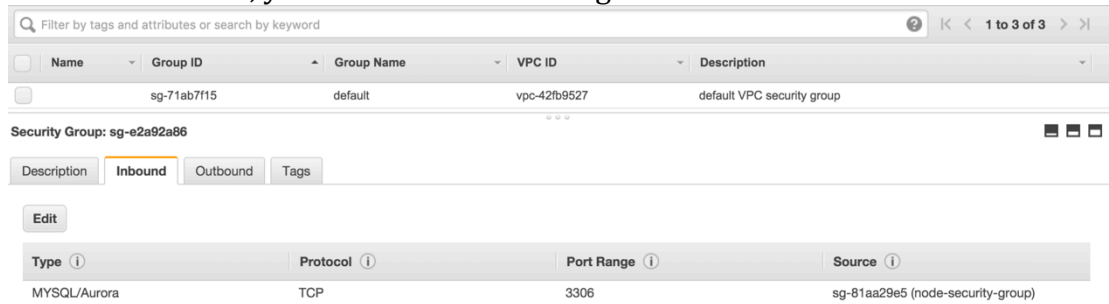 Filter by tags and attributes or search by keyword 1 to 3 of 3
Name Group ID Group Name VPC ID Description
sg-71ab7f15 default vpc-42fb9527 default VPC security group
Security Group: sg-e2a92a86
Description Inbound Outbound Tags
Edit
Type Protocol Port Range Source
MYSQL/Aurora TCP 3306 sg-81aa29e5 (node-security-group)